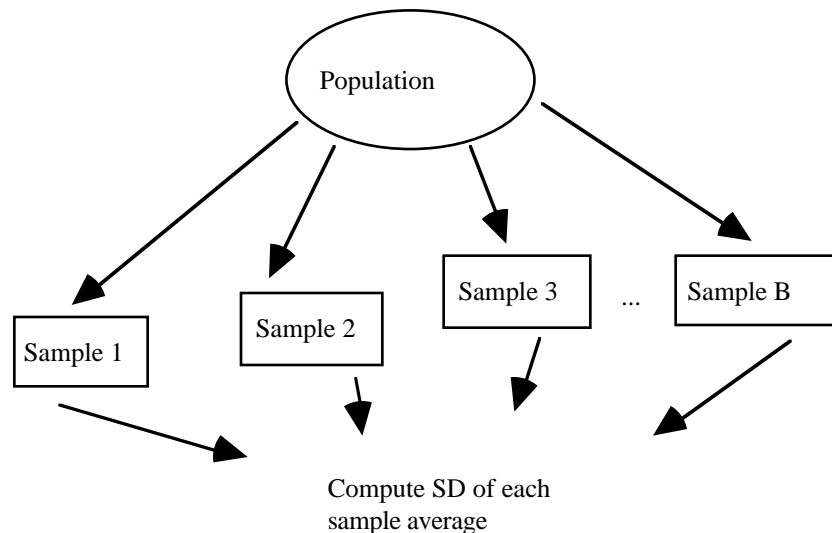 Population
Sample 1
Sample 2
Sample 3
...
Sample B
Compute SD of each
sample average